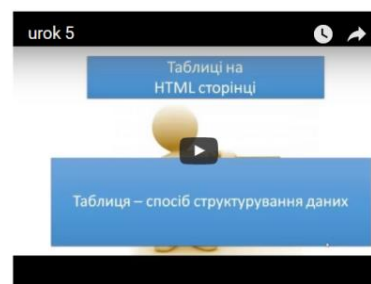 urok 5
Таблиці на
HTML сторінці
Таблиця – спосіб структурування даних